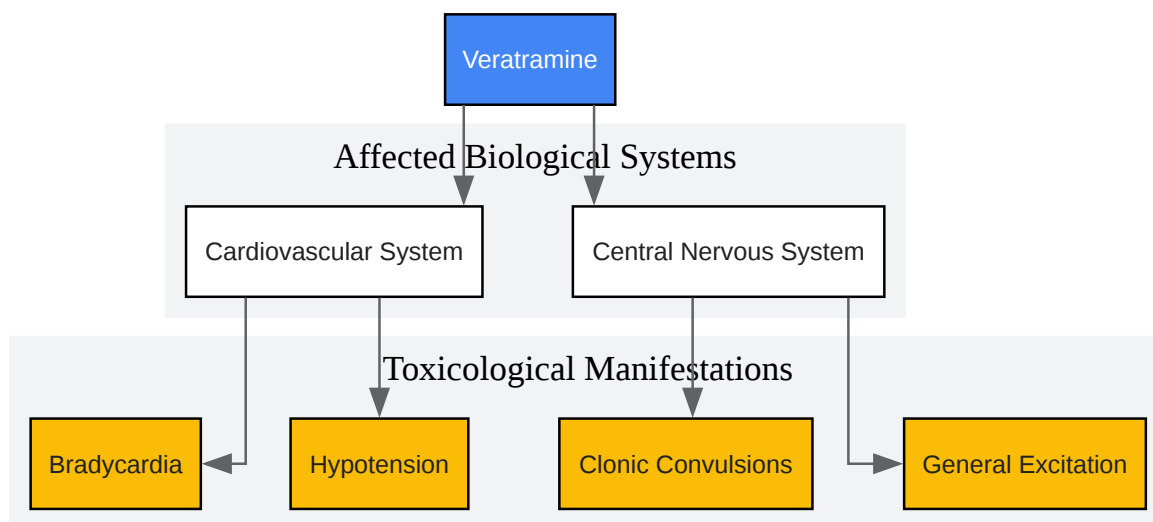 Veratramine
Affected Biological Systems
Cardiovascular System
Central Nervous System
Toxicological Manifestations
Bradycardia
Hypotension
Clonic Convulsions
General Excitation